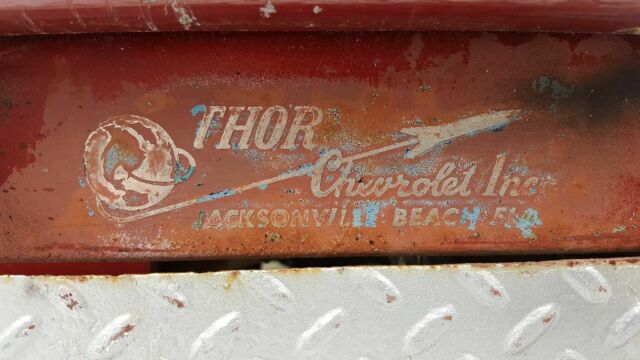 THOR
Chevrolet Inc.
JACKSONVILLE BEACH FLA.